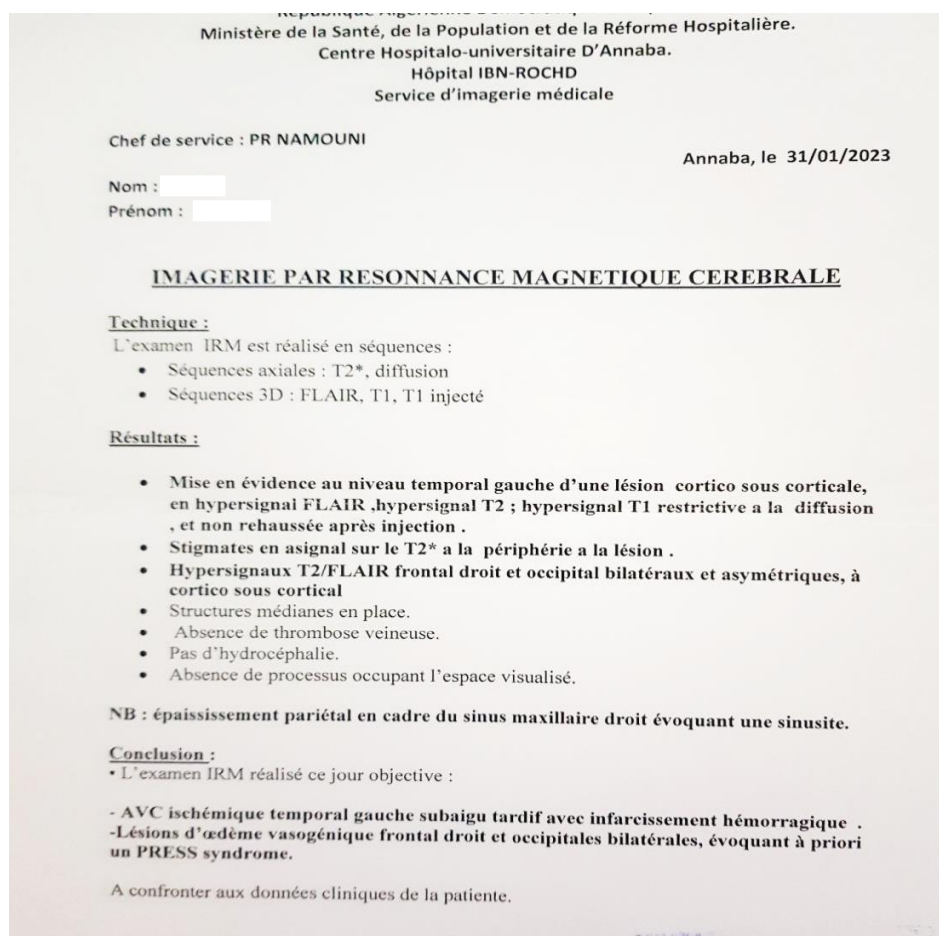 Ministère de la Santé, de la Population et de la Réforme Hospitalière.
Centre Hospitalo-universitaire D'Annaba.
Hôpital IBN-ROCHD
Service d'imagerie médicale
Chef de service : PR NAMOUNI
Annaba, le 31/01/2023
Nom :
Prénom :
IMAGERIE PAR RESONNANCE MAGNETIQUE CEREBRALE
Technique :
L'examen IRM est réalisé en séquences :
• Séquences axiales : T2*, diffusion
• Séquences 3D : FLAIR, T1, T1 injecté
Résultats :
• Mise en évidence au niveau temporal gauche d'une lésion cortico sous corticale,
en hypersignal FLAIR ,hypersignal T2 ; hypersignal T1 restrictive a la diffusion
, et non rehaussée après injection .
• Stigmates en asignal sur le T2* a la périphérie a la lésion .
• Hypersignaux T2/FLAIR frontal droit et occipital bilatéraux et asymétriques, à
cortico sous cortical
• Structures médianes en place.
• Absence de thrombose veineuse.
• Pas d'hydrocéphalie.
• Absence de processus occupant l'espace visualisé.
NB : épaississement pariétal en cadre du sinus maxillaire droit évoquant une sinusite.
Conclusion :
• L'examen IRM réalisé ce jour objective :
- AVC ischémique temporal gauche subaigu tardif avec infarcissement hémorragique .
-Lésions d'œdème vasogénique frontal droit et occipitales bilatérales, évoquant à priori
un PRESS syndrome.
A confronter aux données cliniques de la patiente.